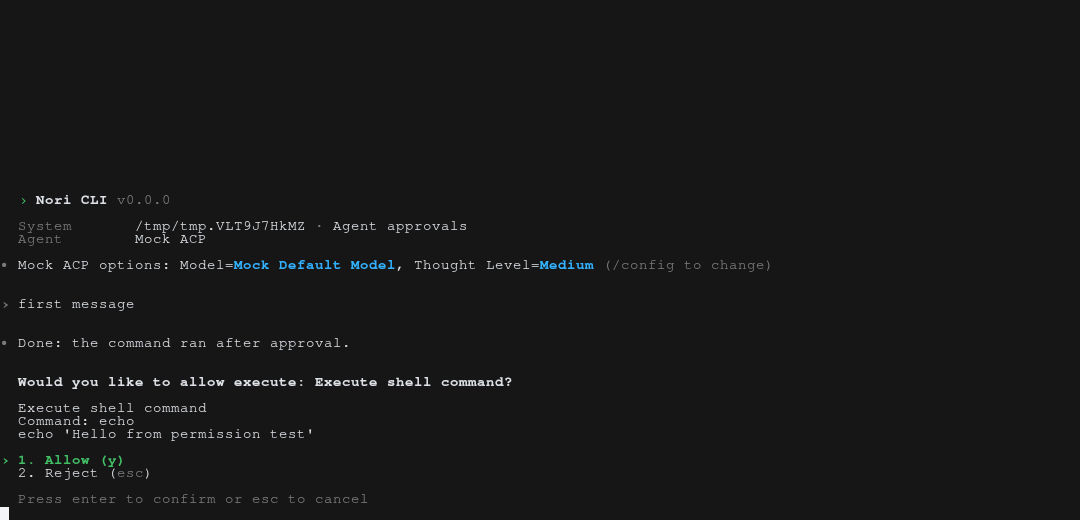 › Nori CLI v0.0.0
System /tmp/tmp.VLT9J7HkMZ · Agent approvals
Agent Mock ACP
• Mock ACP options: Model=Mock Default Model, Thought Level=Medium (/config to change)
› first message
• Done: the command ran after approval.
Would you like to allow execute: Execute shell command?
Execute shell command
Command: echo
echo 'Hello from permission test'
› 1. Allow (y)
2. Reject (esc)
Press enter to confirm or esc to cancel